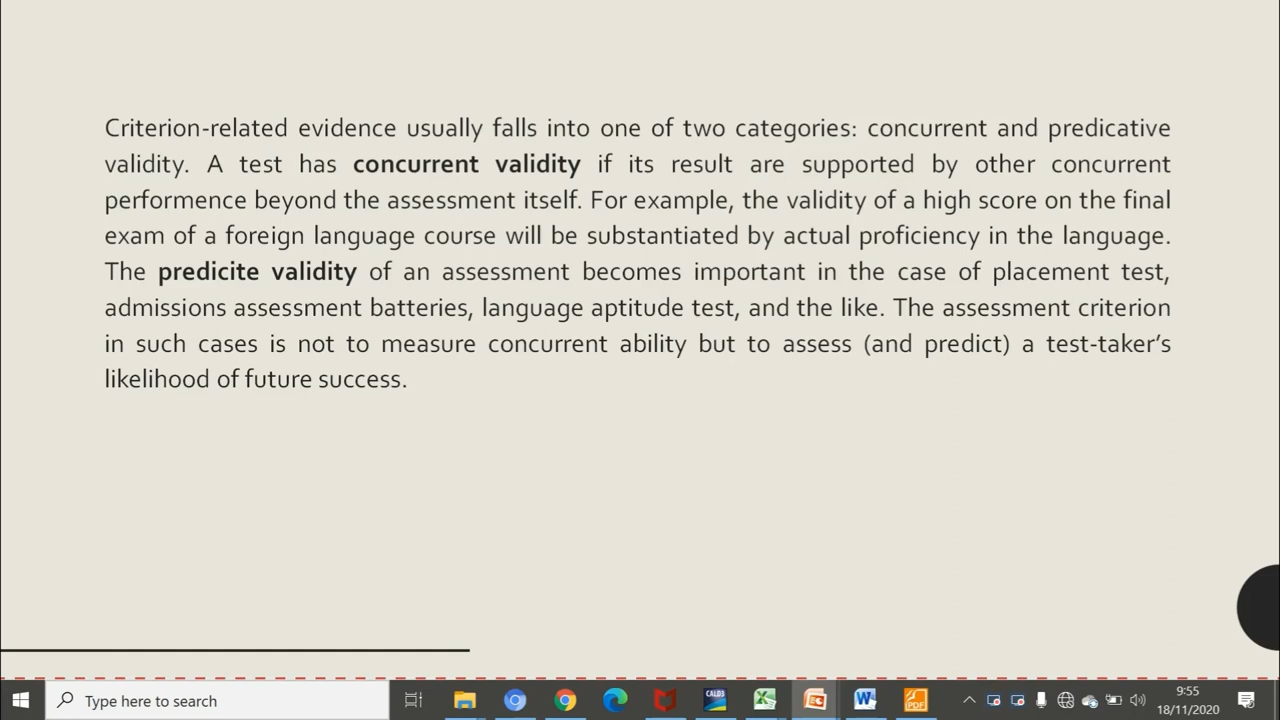 Criterion-related evidence usually falls into one of two categories: concurrent and predicative
validity. A test has concurrent validity if its result are supported by other concurrent
performence beyond the assessment itself. For example, the validity of a high score on the final
exam of a foreign language course will be substantiated by actual proficiency in the language.
The predicite validity of an assessment becomes important in the case of placement test,
admissions assessment batteries, language aptitude test, and the like. The assessment criterion
in such cases is not to measure concurrent ability but to assess (and predict) a test-taker's
likelihood of future success.
Type here to search
CALD3
PDF
9:55
18/11/2020